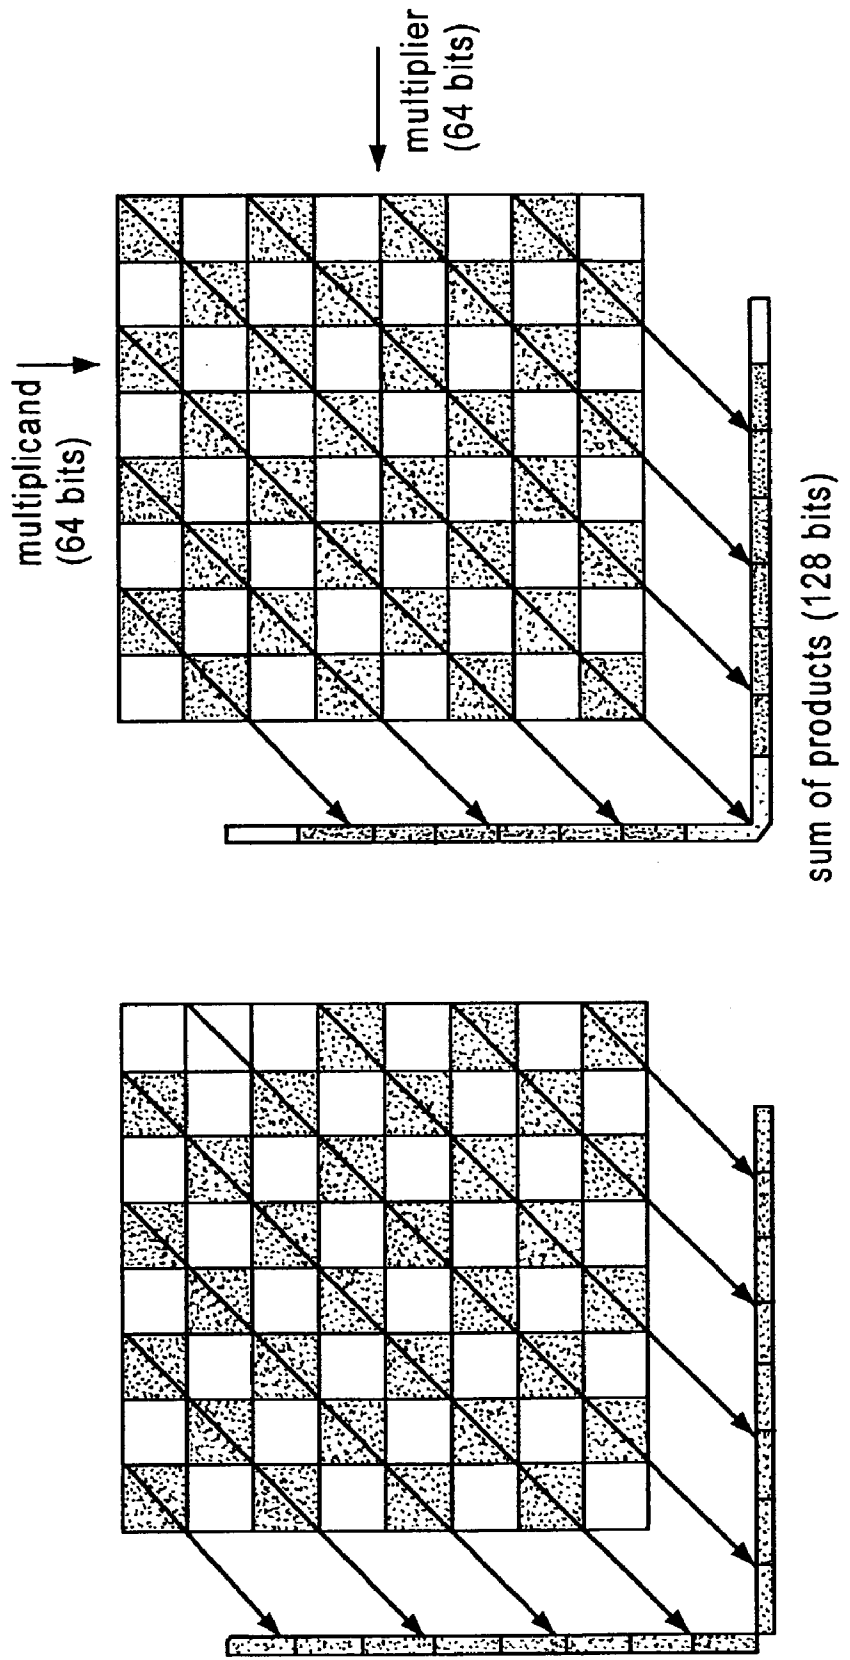 multiplicand
(64 bits)
multiplier
(64 bits)
sum of products (128 bits)